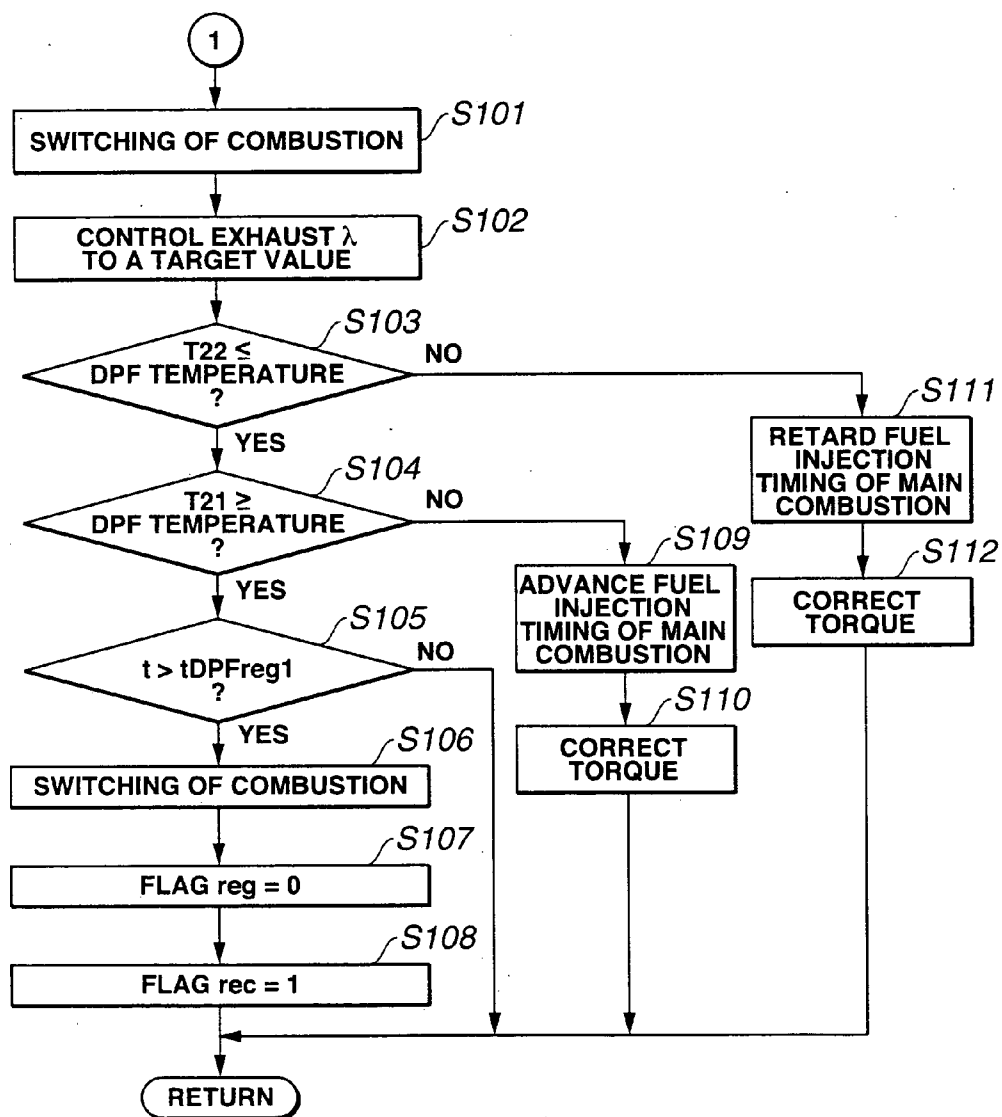 1
S101
SWITCHING OF COMBUSTION
S102
CONTROL EXHAUST λ
TO A TARGET VALUE
S103
T22 ≦
DPF TEMPERATURE
?
NO
YES
S111
RETARD FUEL
INJECTION
TIMING OF MAIN
COMBUSTION
S104
T21 ≧
DPF TEMPERATURE
?
NO
YES
S109
ADVANCE FUEL
INJECTION
TIMING OF MAIN
COMBUSTION
S112
CORRECT
TORQUE
S105
t > tDPFreg1
?
NO
YES
S110
CORRECT
TORQUE
S106
SWITCHING OF COMBUSTION
S107
FLAG reg = 0
S108
FLAG rec = 1
RETURN